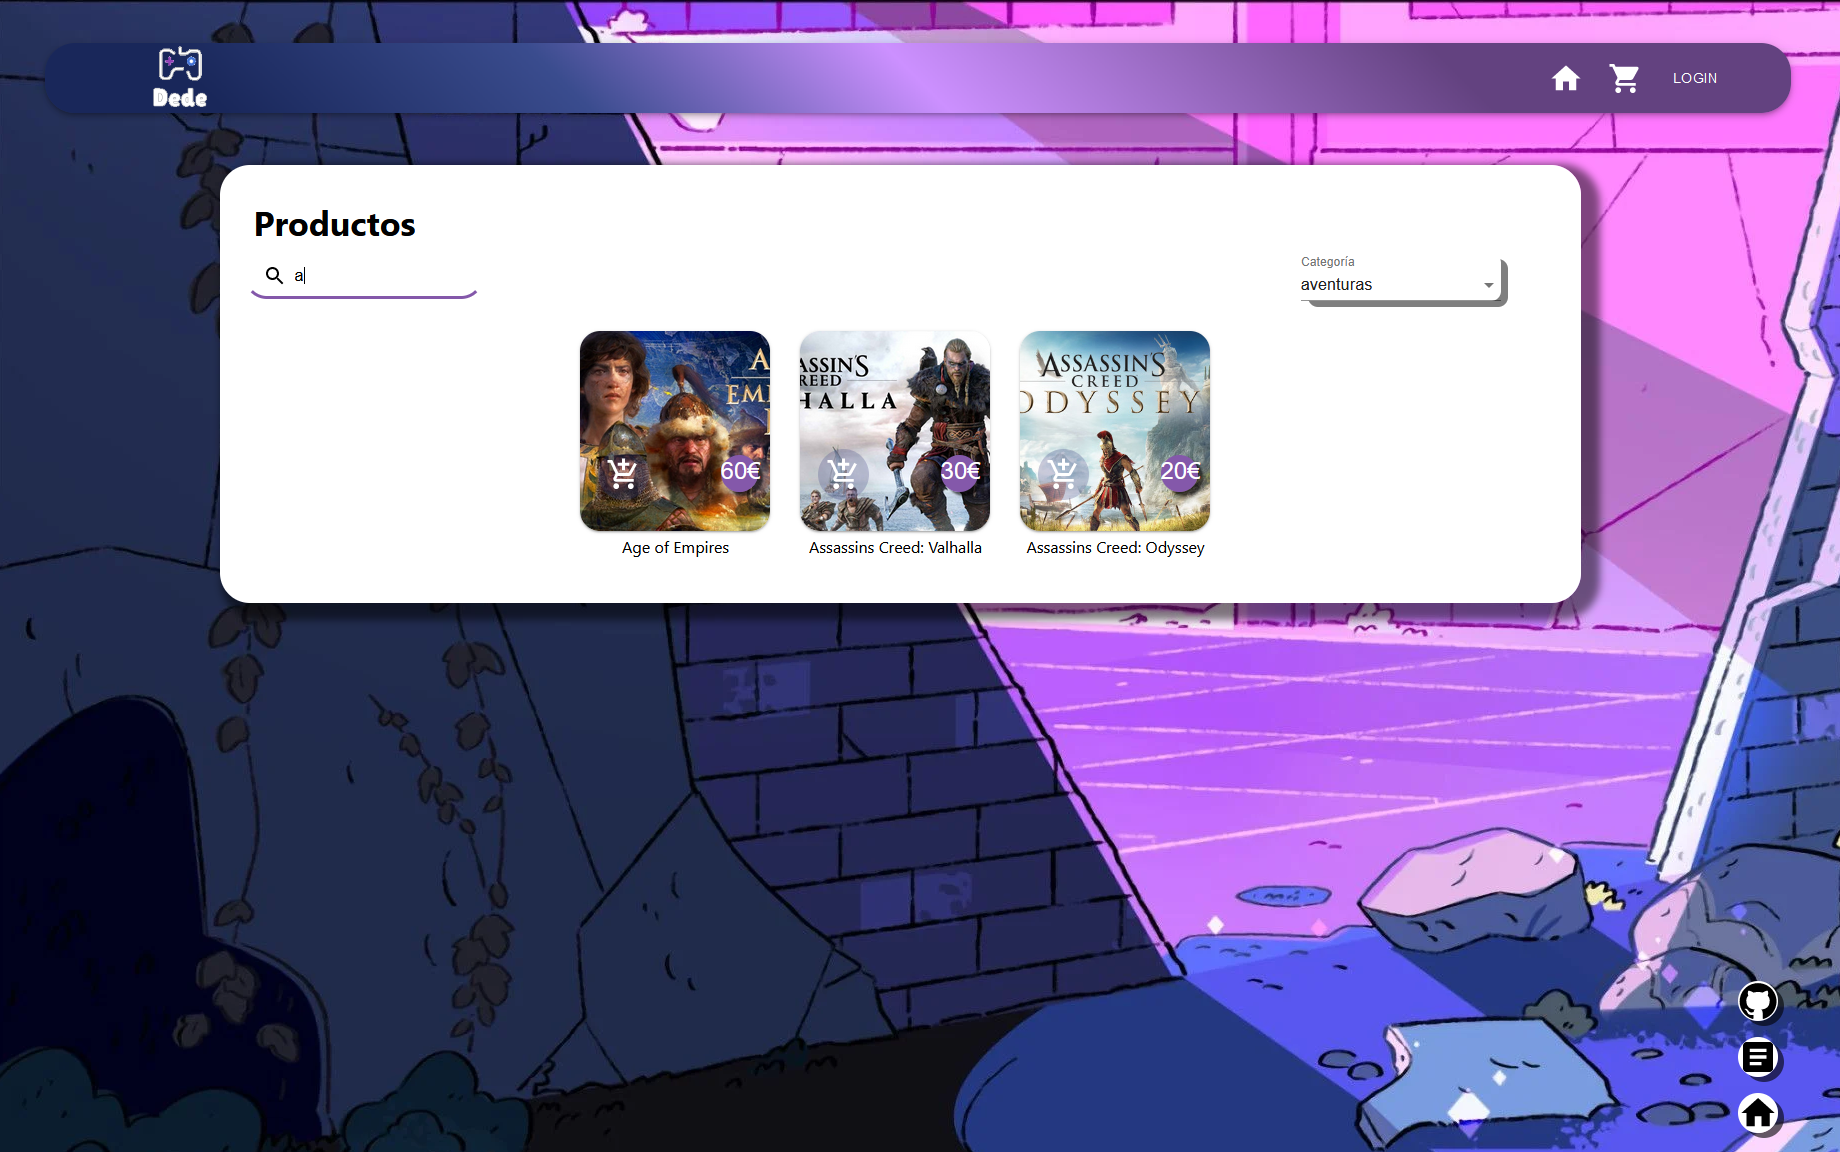 Dede
LOGIN
Productos
a
Categoría
aventuras
A
EMI
60€
ASSIN'S
REED
HALLA
30€
ASSASSIN'S
CREED
ODYSSEY
20€
Age of Empires
Assassins Creed: Valhalla
Assassins Creed: Odyssey